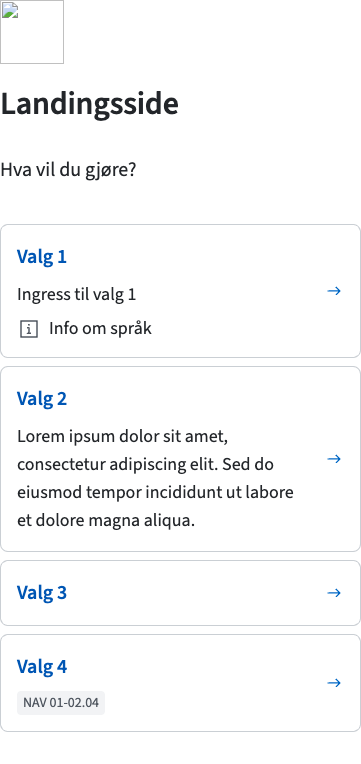 Landingsside
Hva vil du gjøre?
Valg 1
Ingress til valg 1
Info om språk
Valg 2
Lorem ipsum dolor sit amet,
consectetur adipiscing elit. Sed do
eiusmod tempor incididunt ut labore
et dolore magna aliqua.
Valg 3
Valg 4
NAV 01-02.04